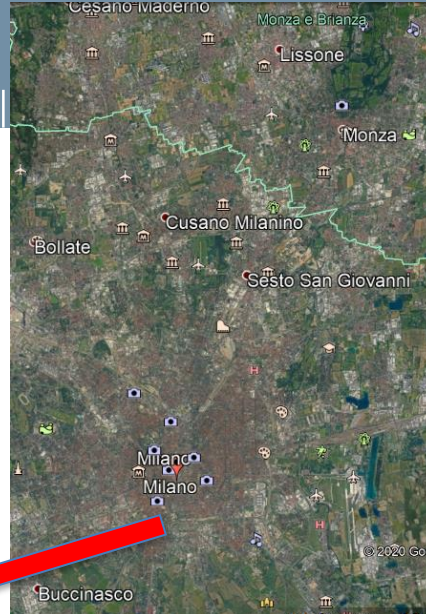 Cesano Maderno
Monza e Brianza
Lissone
Monza
Cusano Milanino
Bollate
Sesto San Giovanni
H
Milano
Milano
H
© 2020 Go
Buccinasco